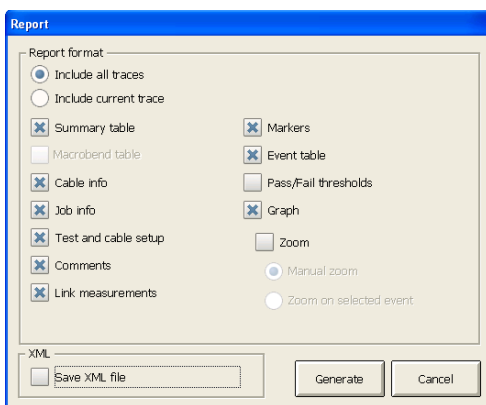 Report
Report format
Include all traces
Include current trace
Summary table
Macrobend table
Cable info
Job info
Test and cable setup
Comments
Link measurements
Markers
Event table
Pass/Fail thresholds
Graph
Zoom
Manual zoom
Zoom on selected event
XML
Save XML file
Generate
Cancel